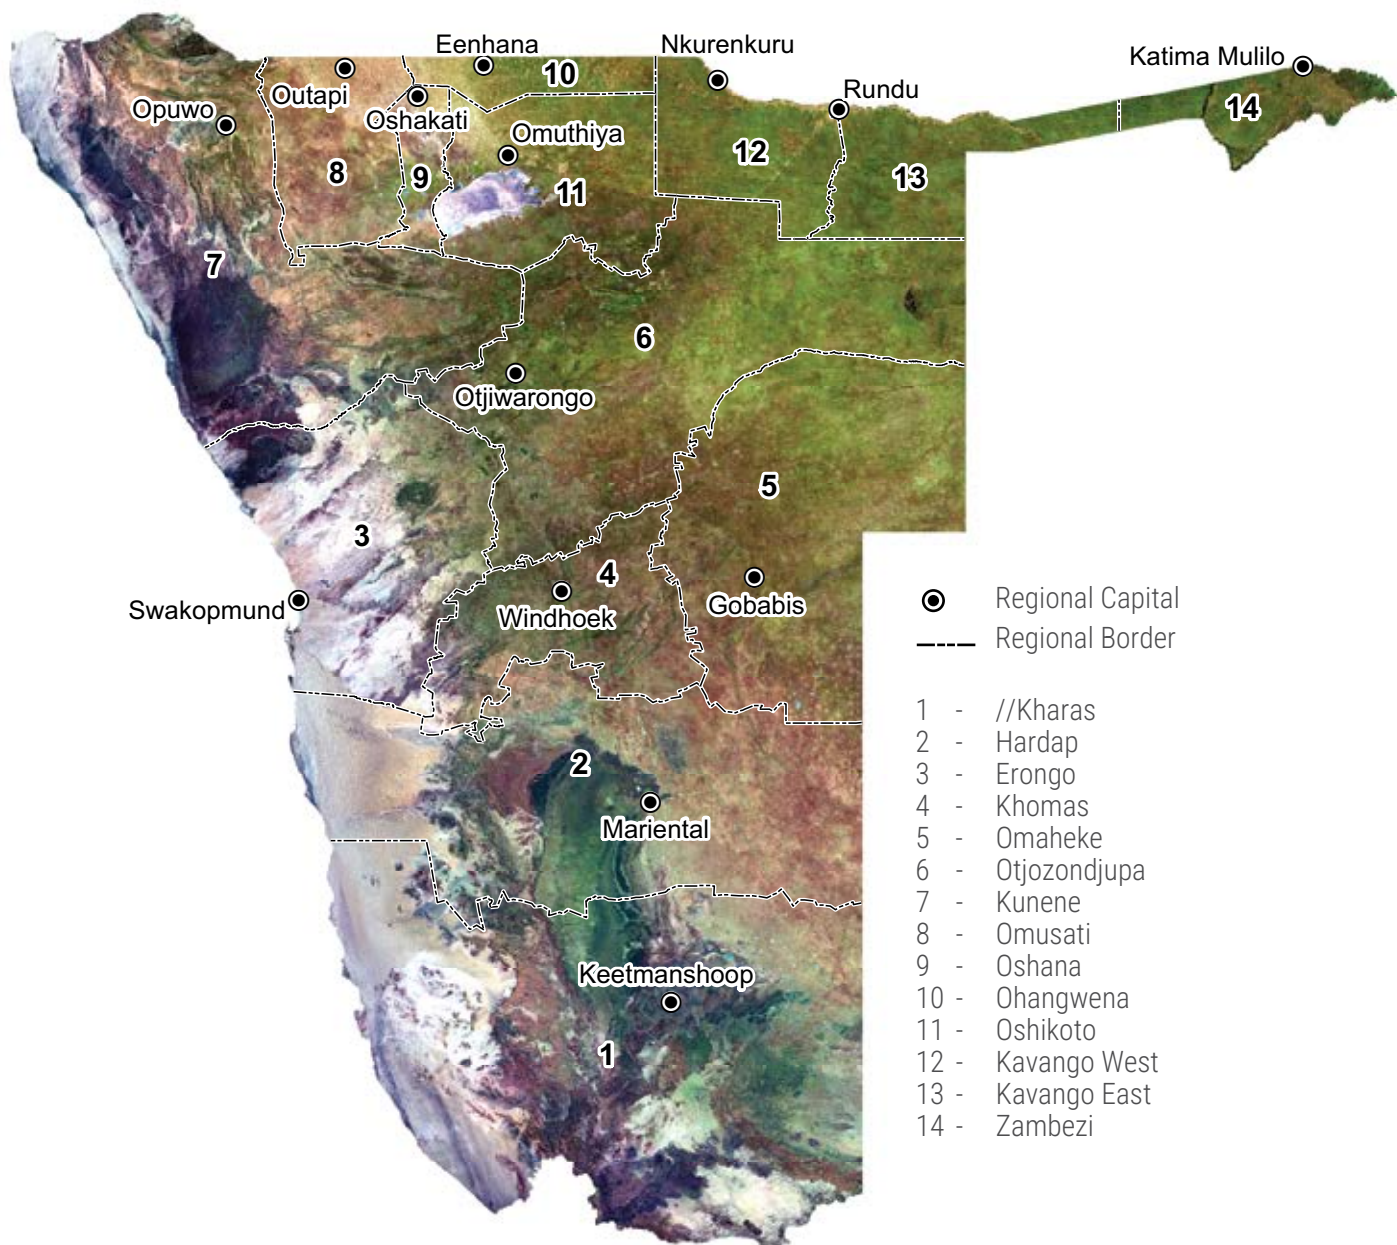 Eenhana
Nkurenkuru
Katima Mulilo
10
14
Outapi
Opuwo
Oshakati
Rundu
Omuthiya
12
8
9
11
13
7
6
Otjiwarongo
5
3
4
Swakopmund
Windhoek
Gobabis
2
Mariental
Keetmanshoop
1
Regional Capital
Regional Border
1 - //Kharas
2 - Hardap
3 - Erongo
4 - Khomas
5 - Omaheke
6 - Otjozondjupa
7 - Kunene
8 - Omusati
9 - Oshana
10 - Ohangwena
11 - Oshikoto
12 - Kavango West
13 - Kavango East
14 - Zambezi